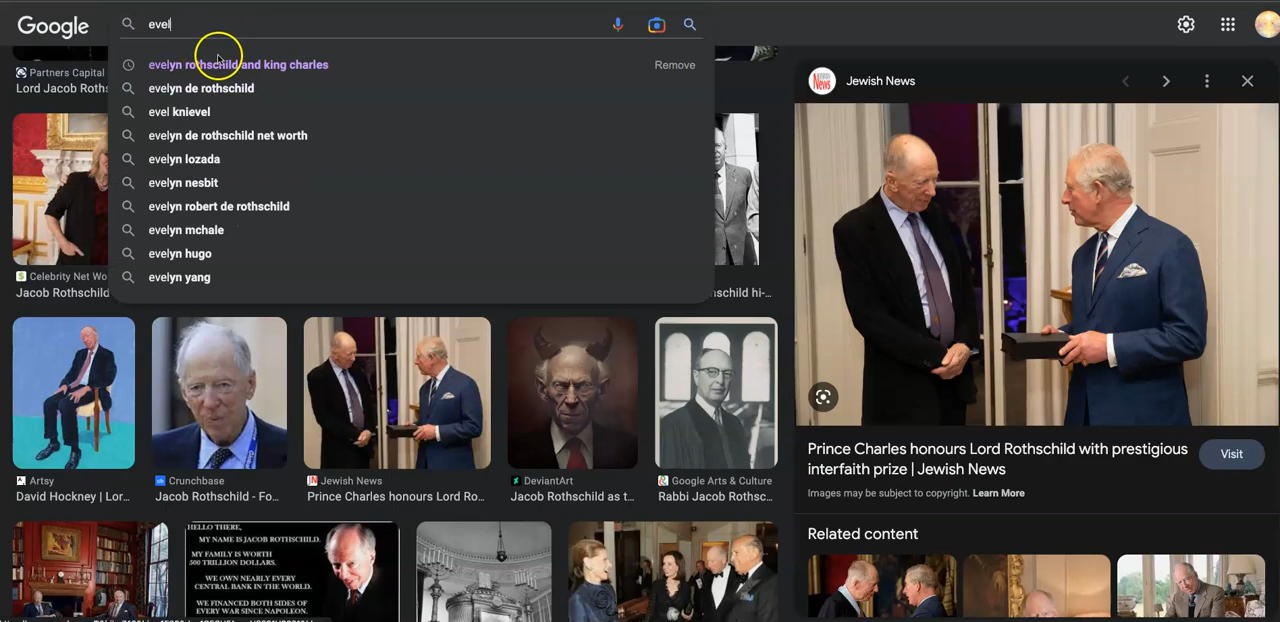 Google
evel
evelyn rothschild and king charles
Remove
evelyn de rothschild
evel knievel
evelyn de rothschild net worth
evelyn lozada
evelyn nesbit
evelyn robert de rothschild
evelyn mchale
evelyn hugo
evelyn yang
Partners Capital
Lord Jacob Roths
Celebrity Net Wo
Jacob Rothschild
schild hi-...
Artsy
David Hockney | Lor...
Crunchbase
Jacob Rothschild - Fo...
Jewish News
Prince Charles honours Lord Ro...
DeviantArt
Jacob Rothschild as t...
Google Arts & Culture
Rabbi Jacob Rothsc...
HELLO THERE,
MY NAME IS JACOB ROTHSCHILD.
MY FAMILY IS WORTH
500 TRILLION DOLLARS.
WE OWN NEARLY EVERY
CENTRAL BANK IN THE WORLD.
WE FINANCED BOTH SIDES OF
EVERY WAR SINCE NAPOLEON.
News
Jewish News
Prince Charles honours Lord Rothschild with prestigious
interfaith prize | Jewish News
Visit
Images may be subject to copyright. Learn More
Related content